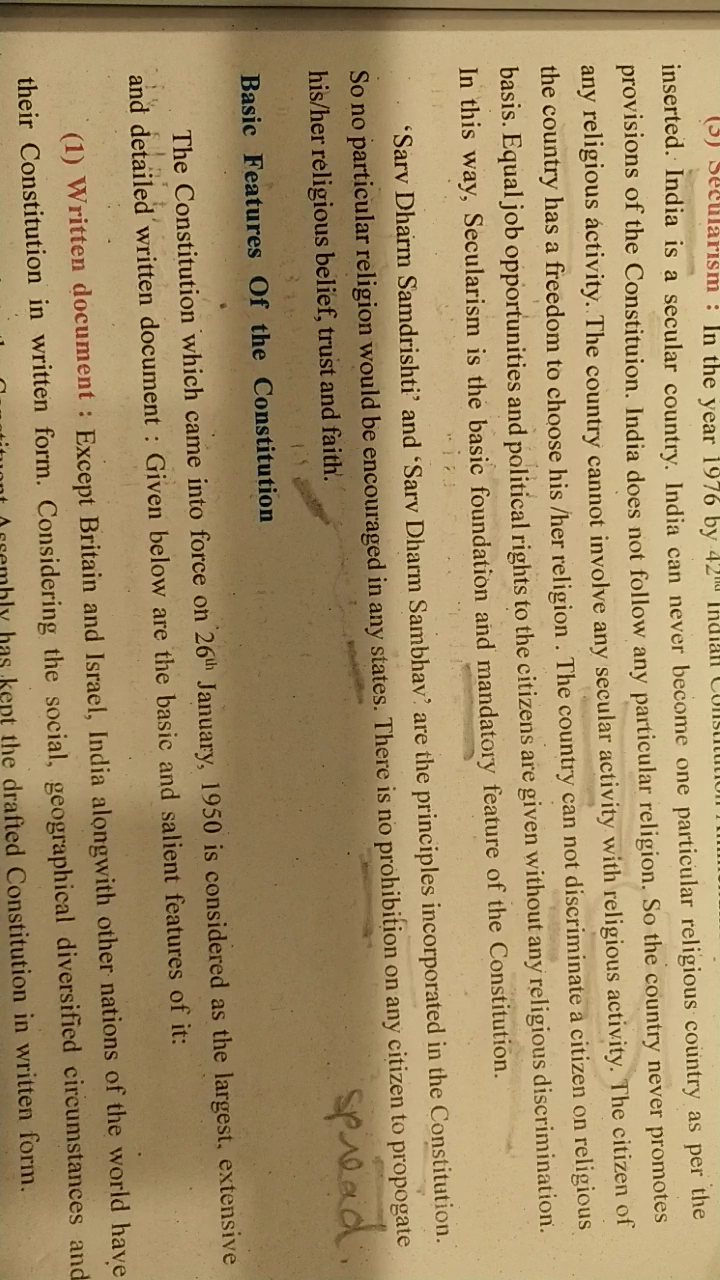 (5) Secularism : In the year 1976 by 42nd Indian
inserted. India is a secular country. India can never become one particular religious country as per the
provisions of the Constituion. India does not follow any particular religion. So the country never promotes
any religious activity. The country cannot involve any secular activity with religious activity. The citizen of
the country has a freedom to choose his /her religion . The country can not discriminate a citizen on religious
basis. Equal job opportunities and political rights to the citizens are given without any religious discrimination.
In this way, Secularism is the basic foundation and mandatory feature of the Constitution.
‘Sarv Dharm Samdrishti’ and ‘Sarv Dharm Sambhav’ are the principles incorporated in the Constitution.
So no particular religion would be encouraged in any states. There is no prohibition on any citizen to propogate
his/her religious belief, trust and faith.
spread.
Basic Features Of the Constitution
The Constitution which came into force on 26th January, 1950 is considered as the largest, extensive
and detailed written document : Given below are the basic and salient features of it:
(1) Written document : Except Britain and Israel, India alongwith other nations of the world have
their Constitution in written form. Considering the social, geographical diversified circumstances and
Constituent Assembly has kept the drafted Constitution in written form.